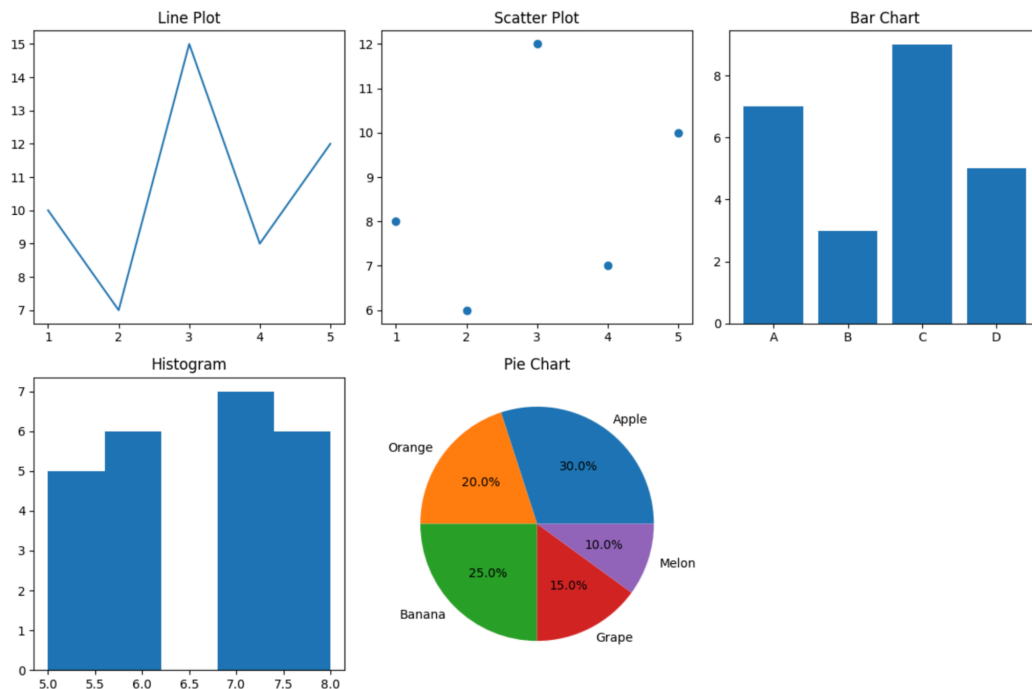 Line Plot
15
14
13
12
11
10
9
8
7
1 2 3 4 5
Scatter Plot
12
11
10
9
8
7
6
1 2 3 4 5
Bar Chart
8
6
4
2
0
A B C D
Histogram
7
6
5
4
3
2
1
0
5.0 5.5 6.0 6.5 7.0 7.5 8.0
Pie Chart
Apple
Orange
30.0%
20.0%
10.0%
Melon
25.0%
15.0%
Banana
Grape